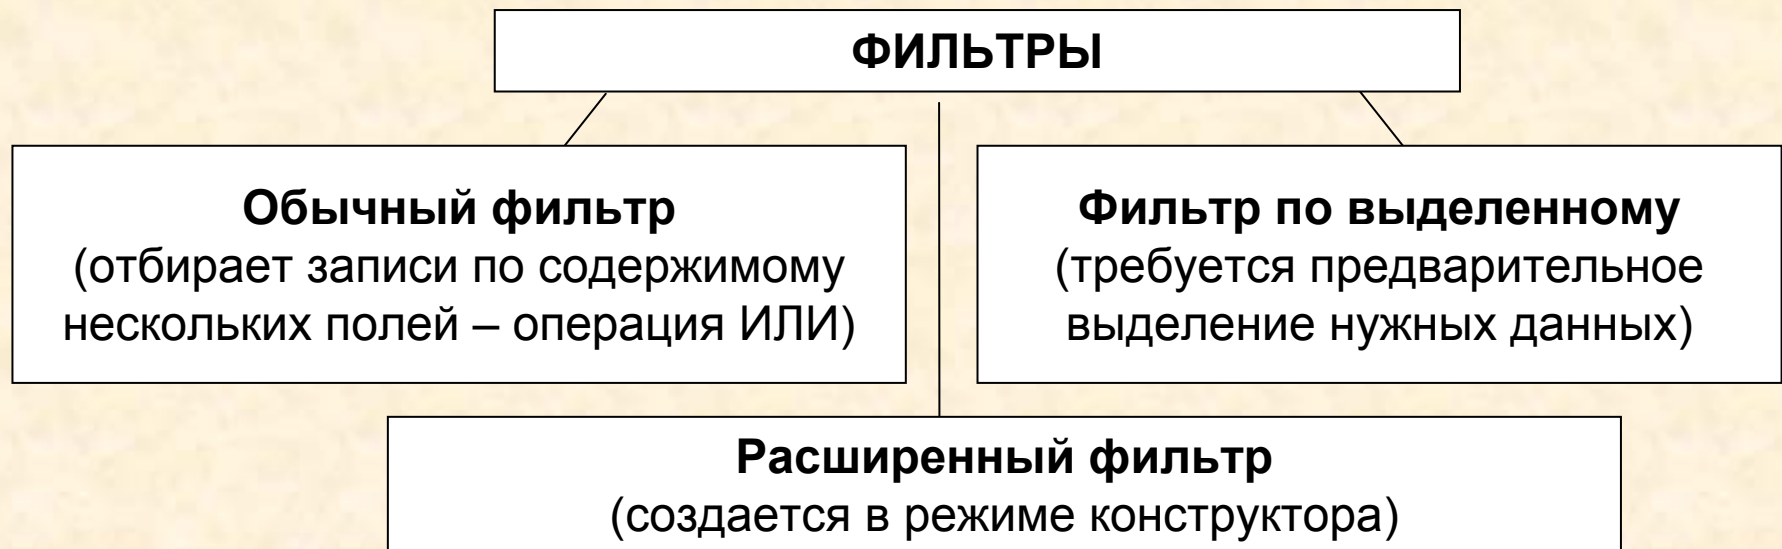 ФИЛЬТРЫ
Обычный фильтр
(отбирает записи по содержимому
нескольких полей – операция ИЛИ)
Фильтр по выделенному
(требуется предварительное
выделение нужных данных)
Расширенный фильтр
(создается в режиме конструктора)